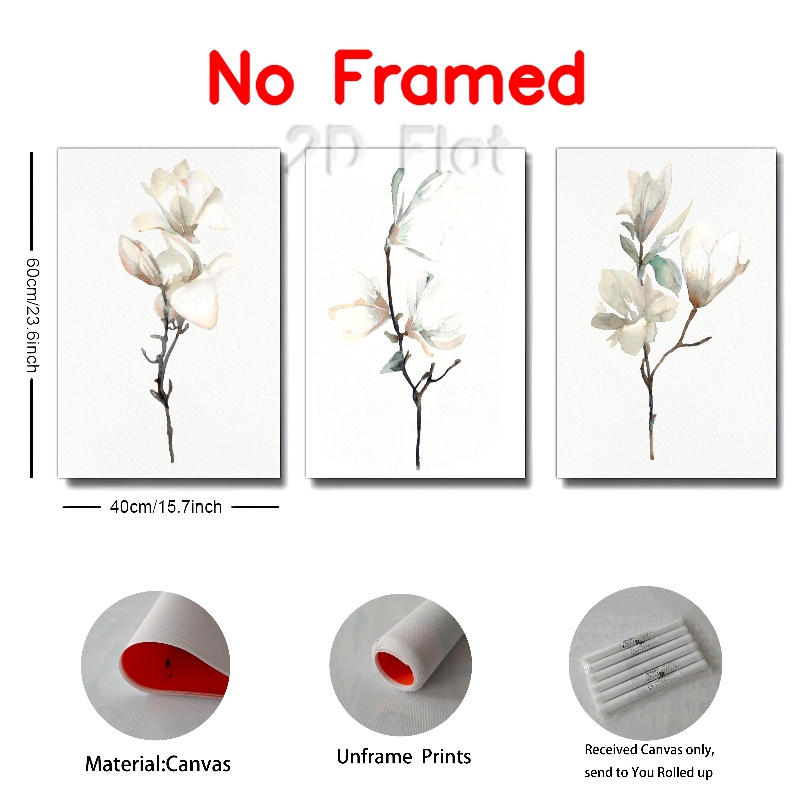 No Framed
2D Flat
60cm/23.6inch
40cm/15.7inch
Material:Canvas
Unframe Prints
Received Canvas only,
send to You Rolled up